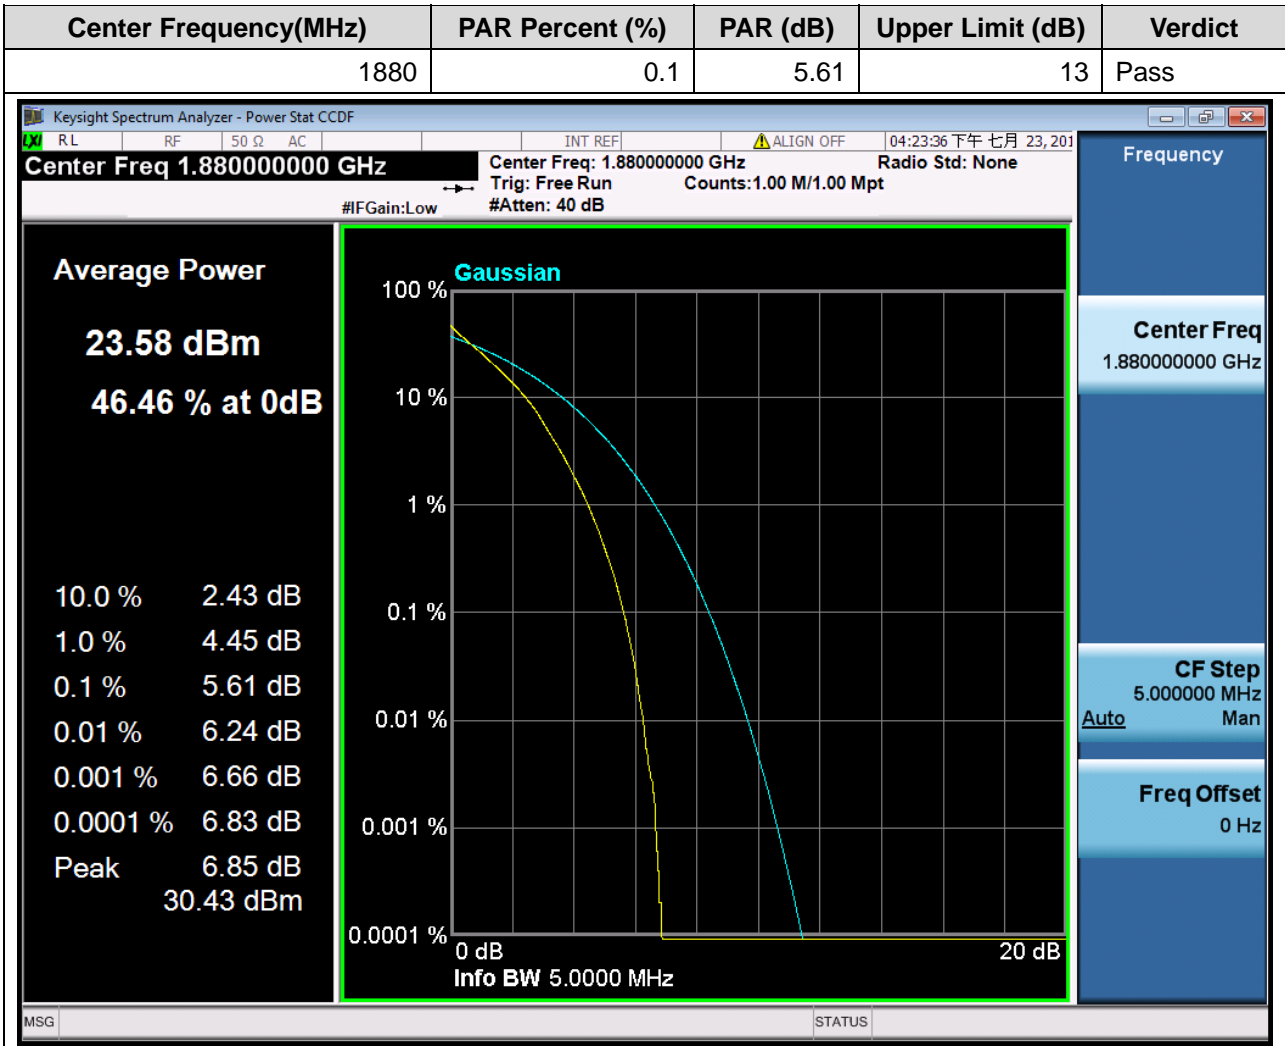 Center Frequency(MHz) PAR Percent (%) PAR (dB) Upper Limit (dB) Verdict
1880 0.1 5.61 13 Pass
Keysight Spectrum Analyzer - Power Stat CCDF
LXI RL RF 50 Ω AC INT REF ALIGN OFF 04:23:36 下午 七月 23, 201
Center Freq 1.880000000 GHz
Center Freq: 1.880000000 GHz Radio Std: None
Trig: Free Run Counts:1.00 M/1.00 Mpt
#IFGain:Low #Atten: 40 dB
Average Power
23.58 dBm
46.46 % at 0dB
10.0 % 2.43 dB
1.0 % 4.45 dB
0.1 % 5.61 dB
0.01 % 6.24 dB
0.001 % 6.66 dB
0.0001 % 6.83 dB
Peak 6.85 dB
30.43 dBm
Gaussian
100 %
10 %
1 %
0.1 %
0.01 %
0.001 %
0.0001 %
0 dB 20 dB
Info BW 5.0000 MHz
Frequency
Center Freq
1.880000000 GHz
CF Step
5.000000 MHz
Auto Man
Freq Offset
0 Hz
MSG STATUS